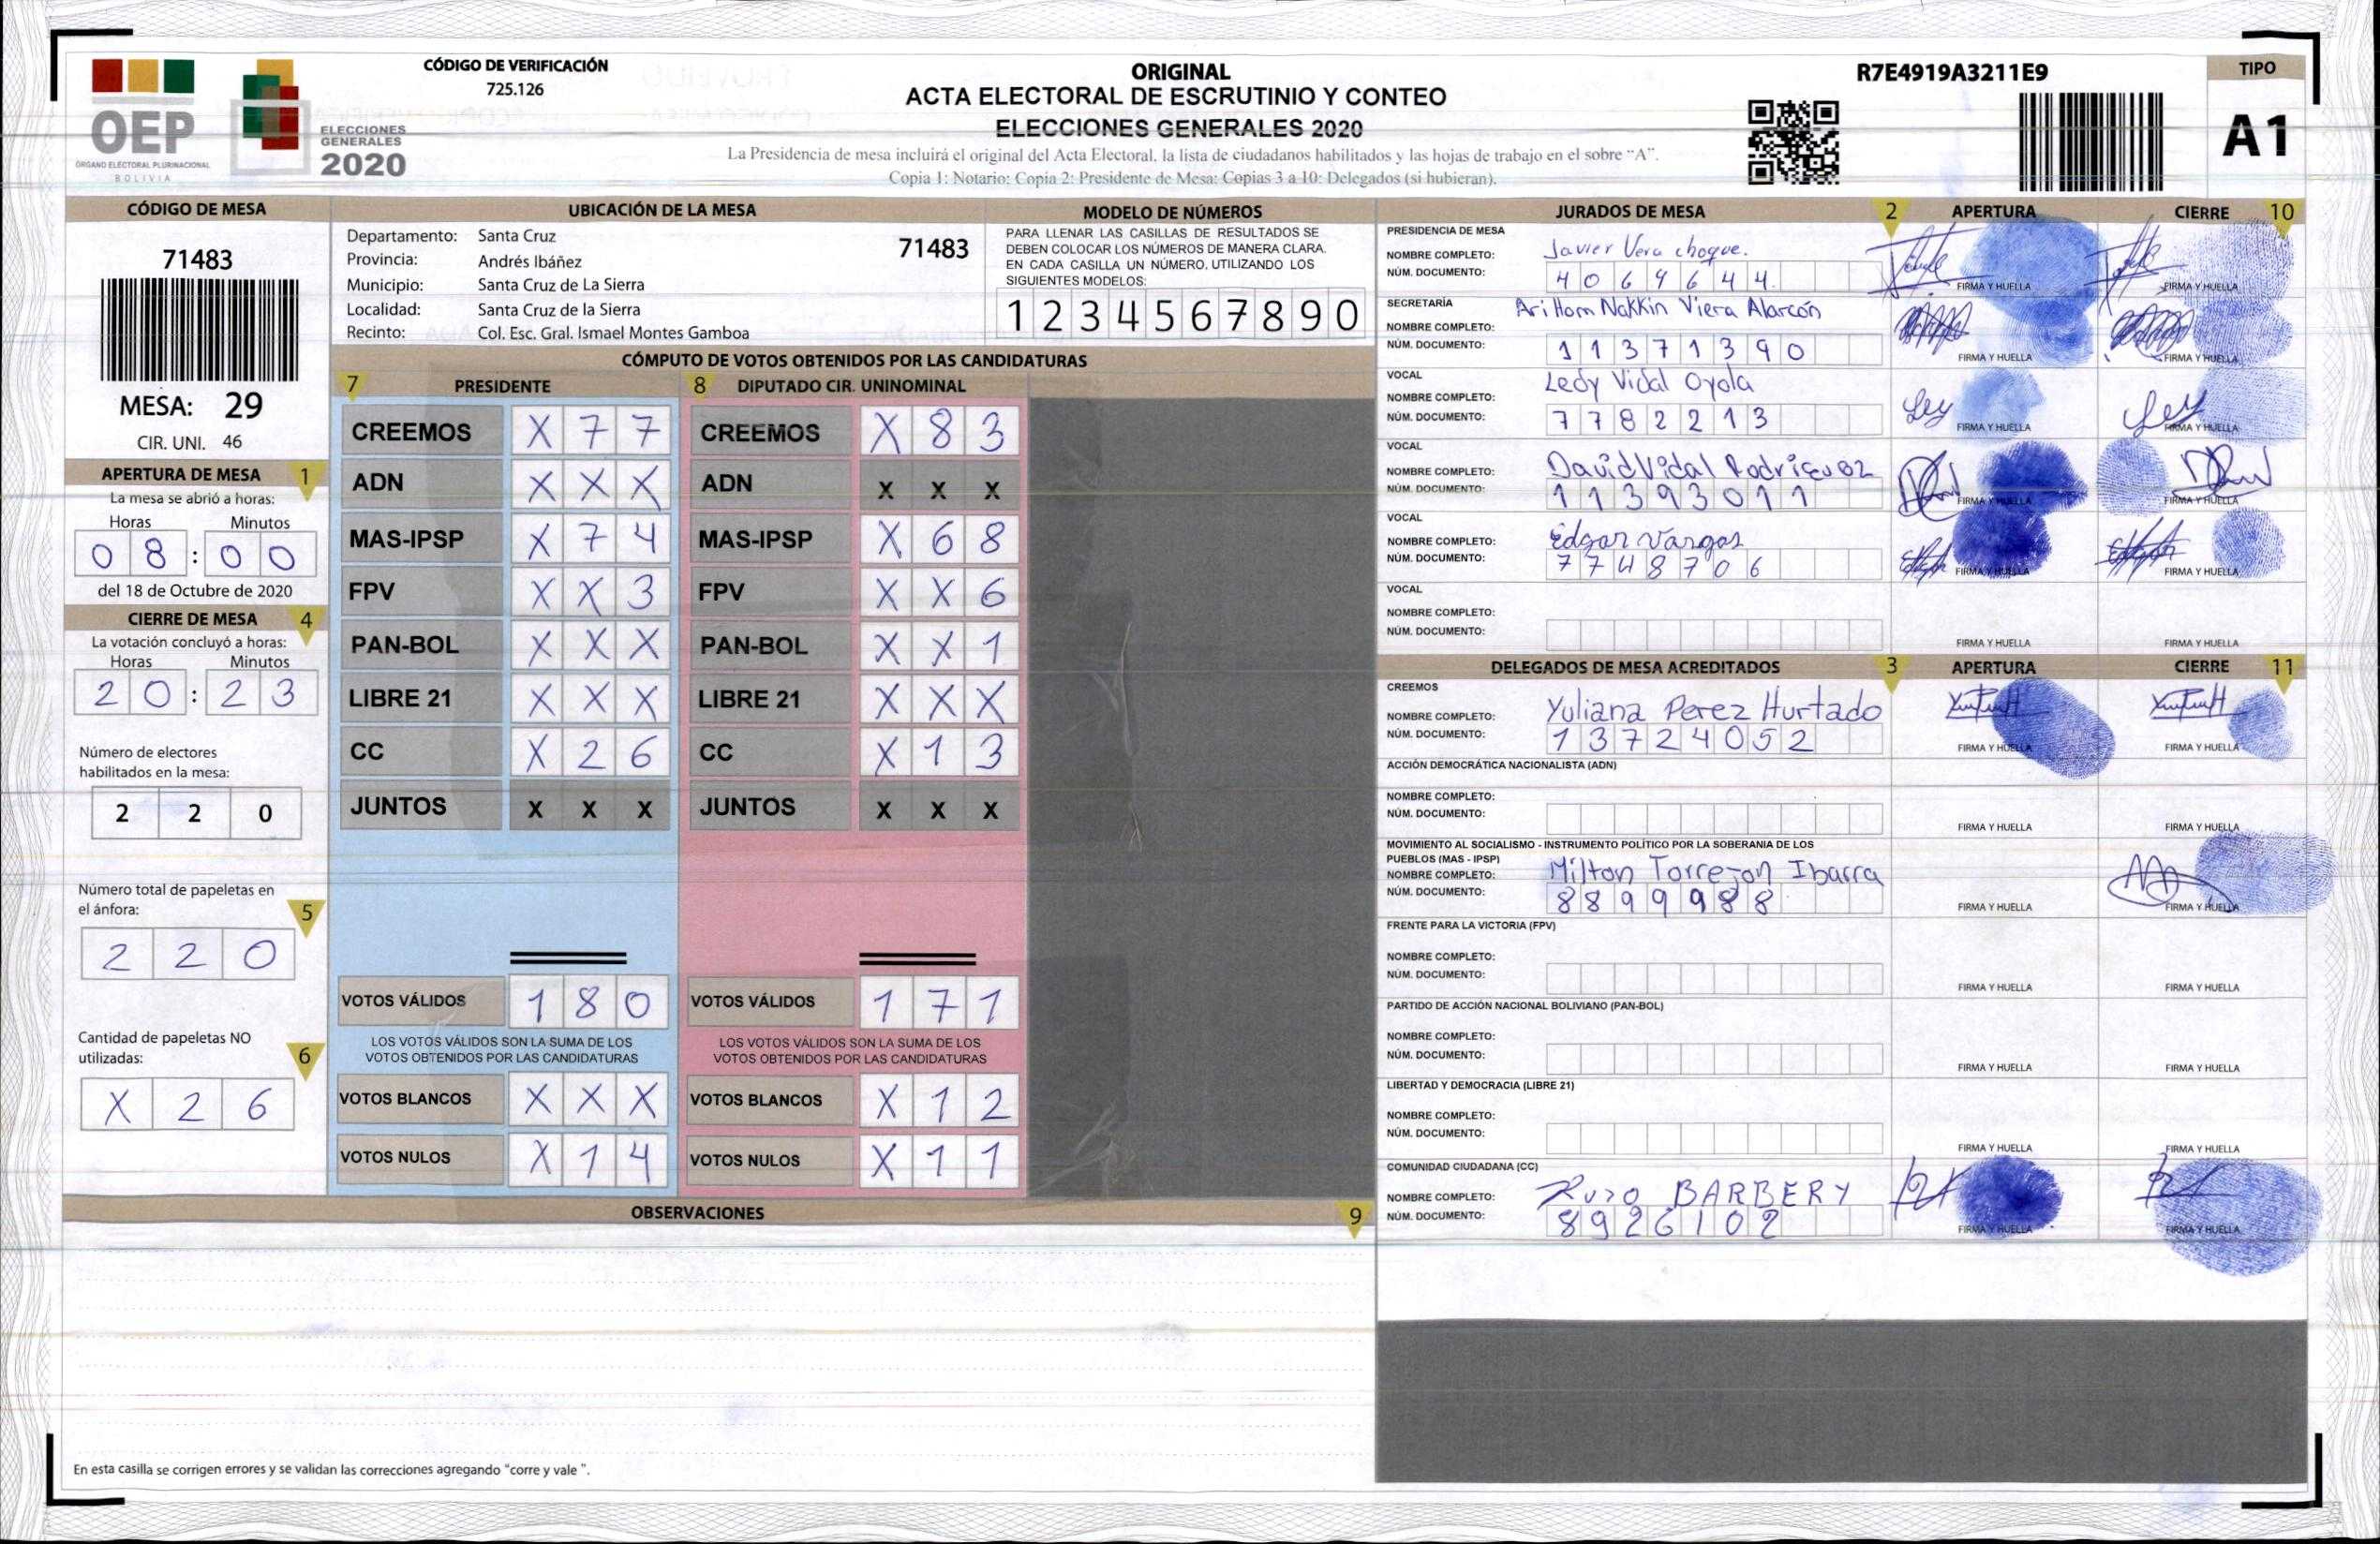 OEP
ÓRGANO ELECTORAL PLURINACIONAL
BOLIVIA
ELECCIONES
GENERALES
2020
CÓDIGO DE VERIFICACIÓN
725.126
ORIGINAL
ACTA ELECTORAL DE ESCRUTINIO Y CONTEO
ELECCIONES GENERALES 2020
La Presidencia de mesa incluirá el original del Acta Electoral, la lista de ciudadanos habilitados y las hojas de trabajo en el sobre "A".
Copia 1: Notario; Copia 2: Presidente de Mesa; Copias 3 a 10: Delegados (si hubieran).
R7E4919A3211E9
TIPO
A1
CÓDIGO DE MESA
71483
MESA: 29
CIR. UNI. 46
APERTURA DE MESA 1
La mesa se abrió a horas:
Horas Minutos
0 8 : 0 0
del 18 de Octubre de 2020
CIERRE DE MESA 4
La votación concluyó a horas:
Horas Minutos
2 0 : 2 3
Número de electores
habilitados en la mesa:
2 2 0
Número total de papeletas en
el ánfora: 5
2 2 0
Cantidad de papeletas NO
utilizadas: 6
X 2 6
UBICACIÓN DE LA MESA
Departamento: Santa Cruz
71483
Provincia: Andrés Ibáñez
Municipio: Santa Cruz de La Sierra
Localidad: Santa Cruz de la Sierra
Recinto: Col. Esc. Gral. Ismael Montes Gamboa
MODELO DE NÚMEROS
PARA LLENAR LAS CASILLAS DE RESULTADOS SE
DEBEN COLOCAR LOS NÚMEROS DE MANERA CLARA.
EN CADA CASILLA UN NÚMERO, UTILIZANDO LOS
SIGUIENTES MODELOS:
1 2 3 4 5 6 7 8 9 0
CÓMPUTO DE VOTOS OBTENIDOS POR LAS CANDIDATURAS
7 PRESIDENTE 8 DIPUTADO CIR. UNINOMINAL
CREEMOS X 7 7 CREEMOS X 8 3
ADN X X X ADN X X X
MAS-IPSP X 7 4 MAS-IPSP X 6 8
FPV X X 3 FPV X X 6
PAN-BOL X X X PAN-BOL X X 1
LIBRE 21 X X X LIBRE 21 X X X
CC X 2 6 CC X 1 3
JUNTOS X X X JUNTOS X X X
VOTOS VÁLIDOS 1 8 0 VOTOS VÁLIDOS 1 7 1
LOS VOTOS VÁLIDOS SON LA SUMA DE LOS LOS VOTOS VÁLIDOS SON LA SUMA DE LOS
VOTOS OBTENIDOS POR LAS CANDIDATURAS VOTOS OBTENIDOS POR LAS CANDIDATURAS
VOTOS BLANCOS X X X VOTOS BLANCOS X 1 2
VOTOS NULOS X 1 4 VOTOS NULOS X 1 1
OBSERVACIONES 9
En esta casilla se corrigen errores y se validan las correcciones agregando "corre y vale ".
JURADOS DE MESA 2 APERTURA CIERRE 10
PRESIDENCIA DE MESA
NOMBRE COMPLETO: Javier Vera choque.
NÚM. DOCUMENTO: 4 0 6 9 6 4 4
FIRMA Y HUELLA FIRMA Y HUELLA
SECRETARÍA
NOMBRE COMPLETO: Nakkin Viera Alarcón
NÚM. DOCUMENTO: 1 1 3 7 1 3 9 0
FIRMA Y HUELLA FIRMA Y HUELLA
VOCAL
NOMBRE COMPLETO: Ledy Vidal Oyola
NÚM. DOCUMENTO: 7 7 8 2 2 1 3
FIRMA Y HUELLA FIRMA Y HUELLA
VOCAL
NOMBRE COMPLETO: David Vidal Rodríguez
NÚM. DOCUMENTO: 1 1 3 9 3 0 1 1
FIRMA Y HUELLA FIRMA Y HUELLA
VOCAL
NOMBRE COMPLETO: Edgar Vargas
NÚM. DOCUMENTO: 7 7 4 8 7 0 6
FIRMA Y HUELLA FIRMA Y HUELLA
VOCAL
NOMBRE COMPLETO:
NÚM. DOCUMENTO:
FIRMA Y HUELLA FIRMA Y HUELLA
DELEGADOS DE MESA ACREDITADOS 3 APERTURA CIERRE 11
CREEMOS
NOMBRE COMPLETO: Yuliana Perez Hurtado
NÚM. DOCUMENTO: 1 3 7 2 4 0 5 2
FIRMA Y HUELLA FIRMA Y HUELLA
ACCIÓN DEMOCRÁTICA NACIONALISTA (ADN)
NOMBRE COMPLETO:
NÚM. DOCUMENTO:
FIRMA Y HUELLA FIRMA Y HUELLA
MOVIMIENTO AL SOCIALISMO - INSTRUMENTO POLÍTICO POR LA SOBERANIA DE LOS
PUEBLOS (MAS - IPSP)
NOMBRE COMPLETO: Milton Torrejon Ibarra
NÚM. DOCUMENTO: 8 8 9 9 9 8 8
FIRMA Y HUELLA FIRMA Y HUELLA
FRENTE PARA LA VICTORIA (FPV)
NOMBRE COMPLETO:
NÚM. DOCUMENTO:
FIRMA Y HUELLA FIRMA Y HUELLA
PARTIDO DE ACCIÓN NACIONAL BOLIVIANO (PAN-BOL)
NOMBRE COMPLETO:
NÚM. DOCUMENTO:
FIRMA Y HUELLA FIRMA Y HUELLA
LIBERTAD Y DEMOCRACIA (LIBRE 21)
NOMBRE COMPLETO:
NÚM. DOCUMENTO:
FIRMA Y HUELLA FIRMA Y HUELLA
COMUNIDAD CIUDADANA (CC)
NOMBRE COMPLETO: BARBERY
NÚM. DOCUMENTO: 8 9 2 6 1 0 2
FIRMA Y HUELLA FIRMA Y HUELLA